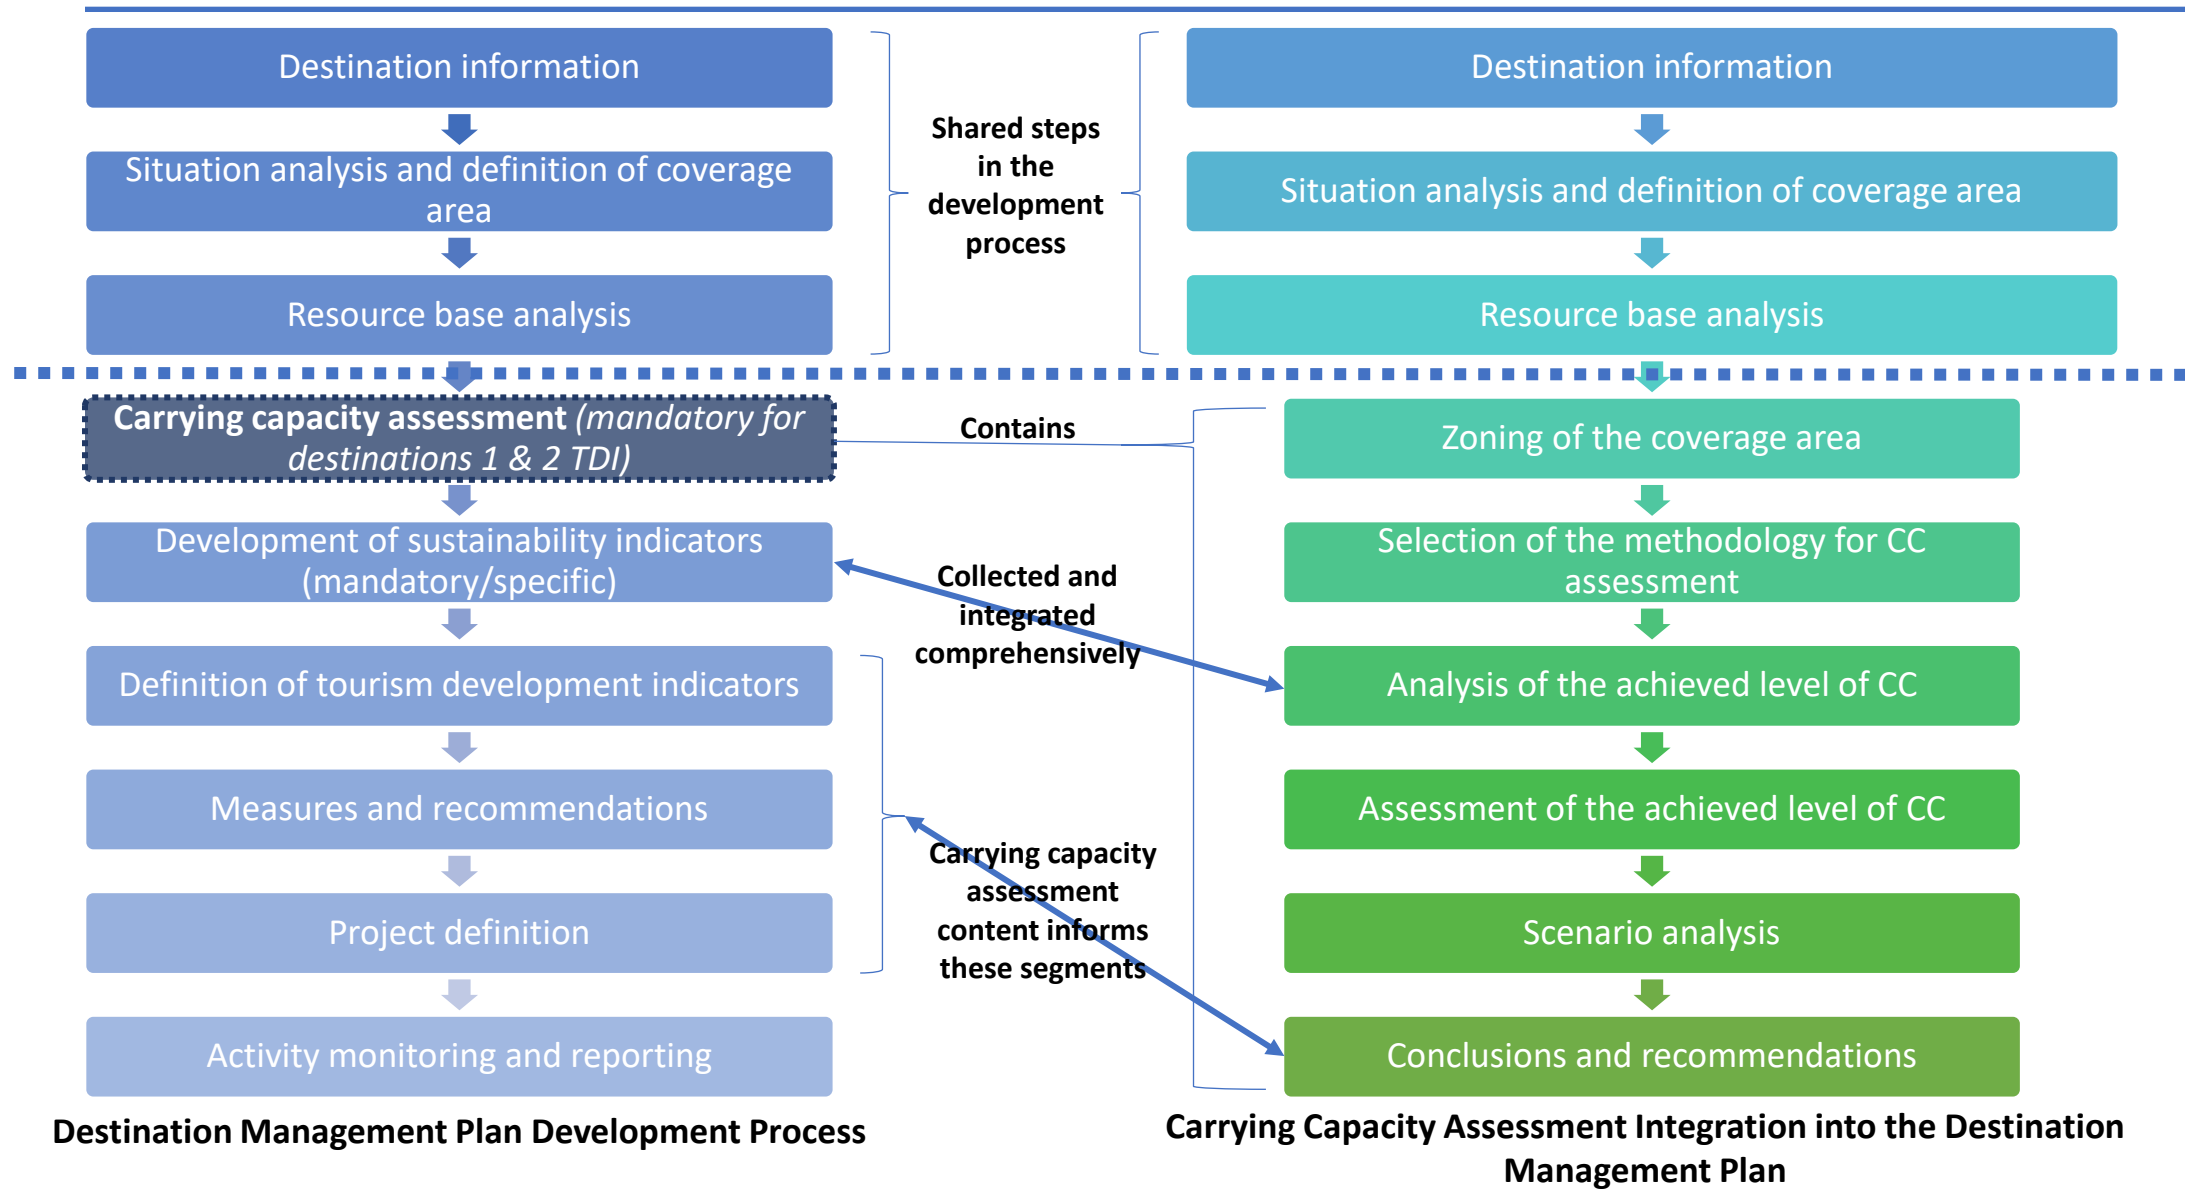 Destination information
Situation analysis and definition of coverage
area
Resource base analysis
Carrying capacity assessment (mandatory for
destinations 1 & 2 TDI)
Development of sustainability indicators
(mandatory/specific)
Definition of tourism development indicators
Measures and recommendations
Project definition
Activity monitoring and reporting
Destination Management Plan Development Process
Shared steps
in the
development
process
Contains
Collected and
integrated
comprehensively
Carrying capacity
assessment
content informs
these segments
Destination information
Situation analysis and definition of coverage area
Resource base analysis
Zoning of the coverage area
Selection of the methodology for CC
assessment
Analysis of the achieved level of CC
Assessment of the achieved level of CC
Scenario analysis
Conclusions and recommendations
Carrying Capacity Assessment Integration into the Destination
Management Plan